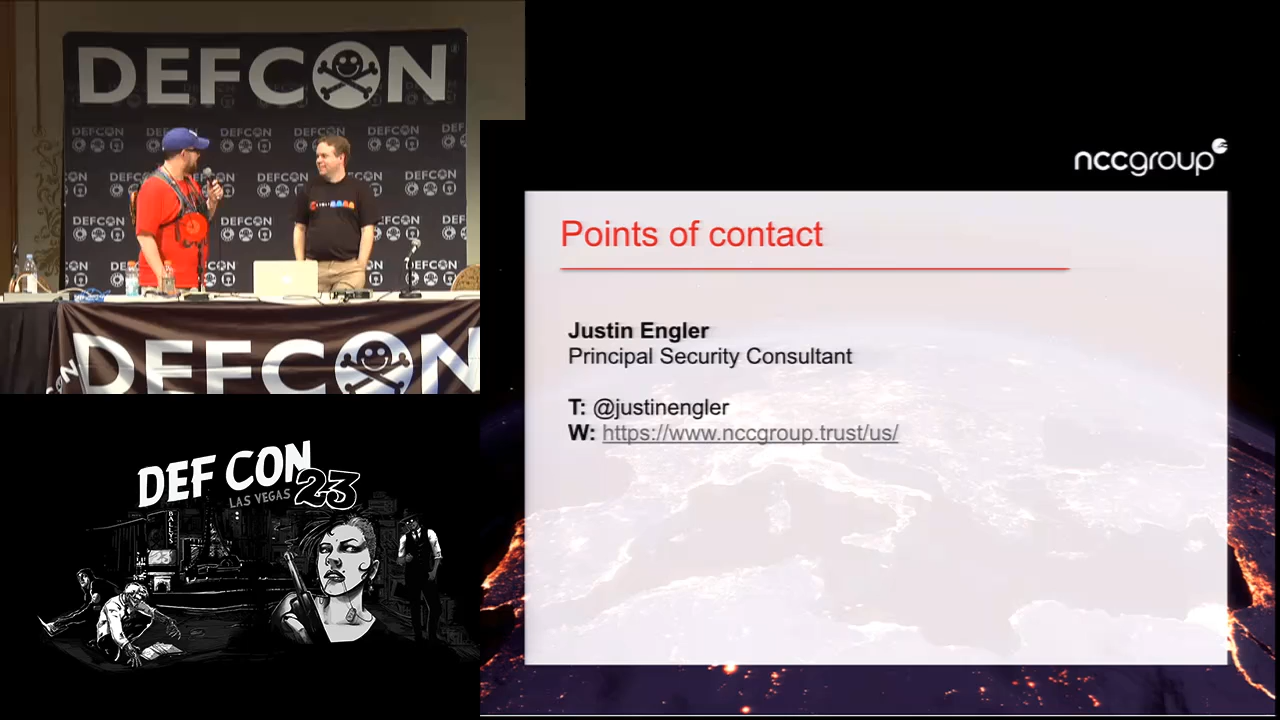 DEFCON
DEFCON
DEF CON 23
LAS VEGAS
BALLYS
nccgroup
Points of contact
Justin Engler
Principal Security Consultant
T: @justinengler
W: https://www.nccgroup.trust/us/